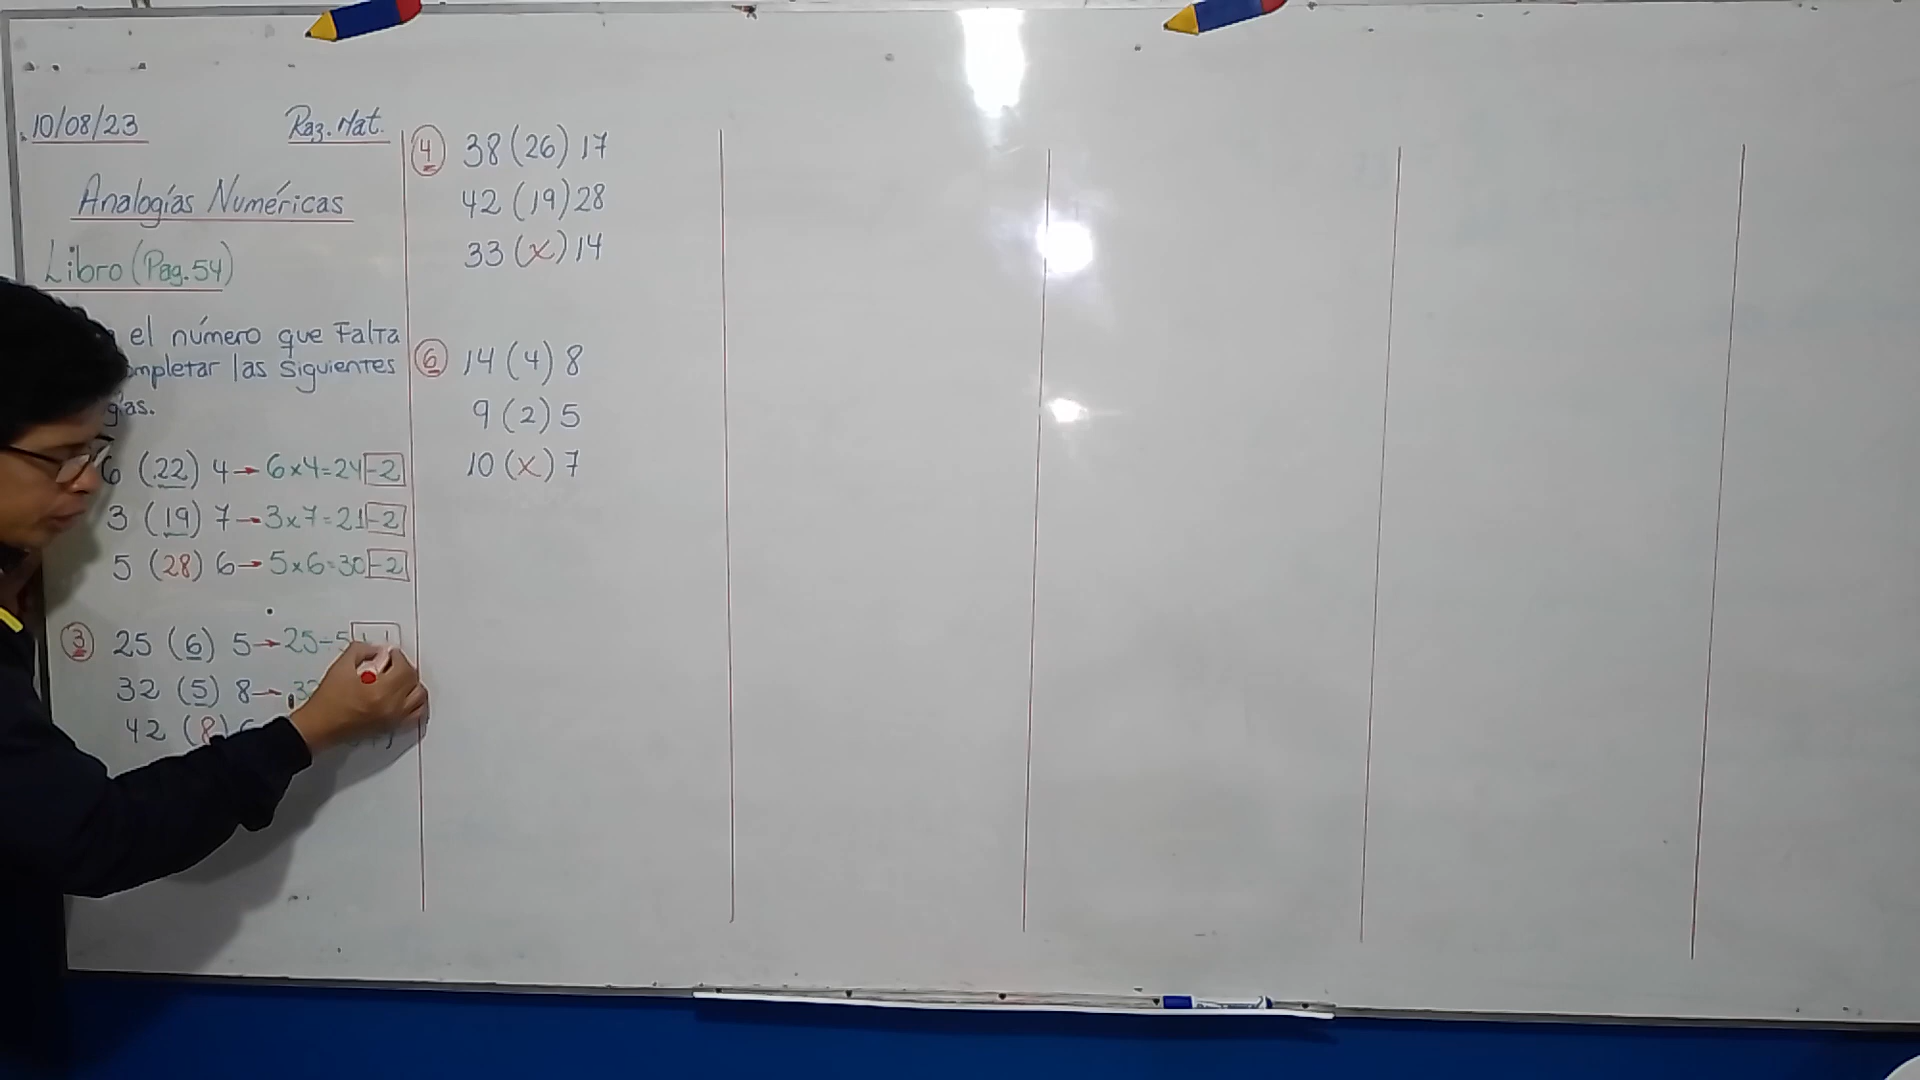 10/08/23 Raz. Mat.
Analogías Numéricas
Libro (Pag. 54)
el número que Falta
ompletar las siguientes
gías.
6 (22) 4→6x4=24-2
3 (19) 7→3x7=21-2
5 (28) 6→5x6=30-2
3 25 (6) 5→25÷5+1
32 (5) 8→
42 (8)
4 38 (26) 17
42 (19) 28
33 (x) 14
6 14 (4) 8
9 (2) 5
10 (x) 7